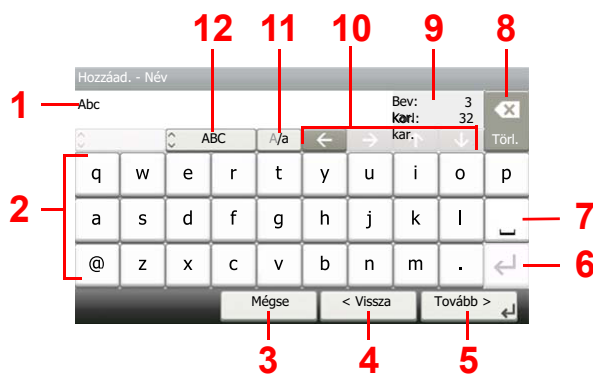 12 11 10 9 8
Hozzáad. - Név
1 Abc
Bev: 3
Korl: 32
kar.
kar.
Törl.
ABC A/a ← → ↑ ↓
2
q w e r t y u i o p
a s d f g h j k l 7
@ z x c v b n m . 6
Mégse < Vissza Tovább >
3 4 5